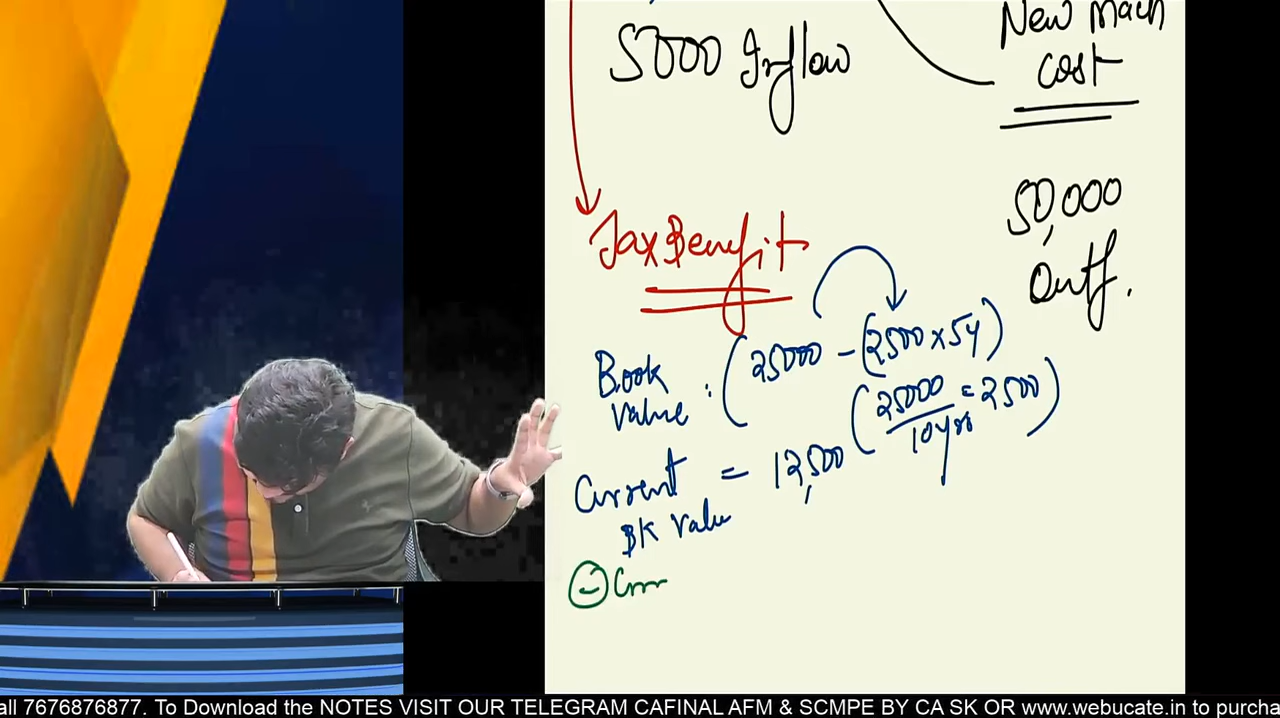 New Mach
Cost
5000 Inflow
50,000
Outf.
Tax Benefit
Book Value : (25000 - (2500 x 5y)
(25000/10yrs = 2500)
Current Bk Value = 12,500
(-) Curr
all 7676876877. To Download the NOTES VISIT OUR TELEGRAM CAFINAL AFM & SCMPE BY CA SK OR www.webucate.in to purcha